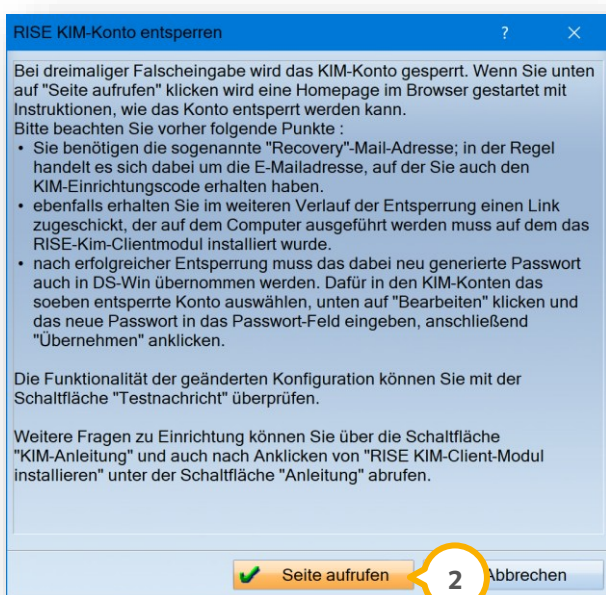 RISE KIM-Konto entsperren ? ×
Bei dreimaliger Falscheingabe wird das KIM-Konto gesperrt. Wenn Sie unten
auf "Seite aufrufen" klicken wird eine Homepage im Browser gestartet mit
Instruktionen, wie das Konto entsperrt werden kann.
Bitte beachten Sie vorher folgende Punkte :
• Sie benötigen die sogenannte "Recovery"-Mail-Adresse; in der Regel
handelt es sich dabei um die E-Mailadresse, auf der Sie auch den
KIM-Einrichtungscode erhalten haben.
• ebenfalls erhalten Sie im weiteren Verlauf der Entsperrung einen Link
zugeschickt, der auf dem Computer ausgeführt werden muss auf dem das
RISE-Kim-Clientmodul installiert wurde.
• nach erfolgreicher Entsperrung muss das dabei neu generierte Passwort
auch in DS-Win übernommen werden. Dafür in den KIM-Konten das
soeben entsperrte Konto auswählen, unten auf "Bearbeiten" klicken und
das neue Passwort in das Passwort-Feld eingeben, anschließend
"Übernehmen" anklicken.
Die Funktionalität der geänderten Konfiguration können Sie mit der
Schaltfläche "Testnachricht" überprüfen.
Weitere Fragen zu Einrichtung können Sie über die Schaltfläche
"KIM-Anleitung" und auch nach Anklicken von "RISE KIM-Client-Modul
installieren" unter der Schaltfläche "Anleitung" abrufen.
Seite aufrufen 2 Abbrechen